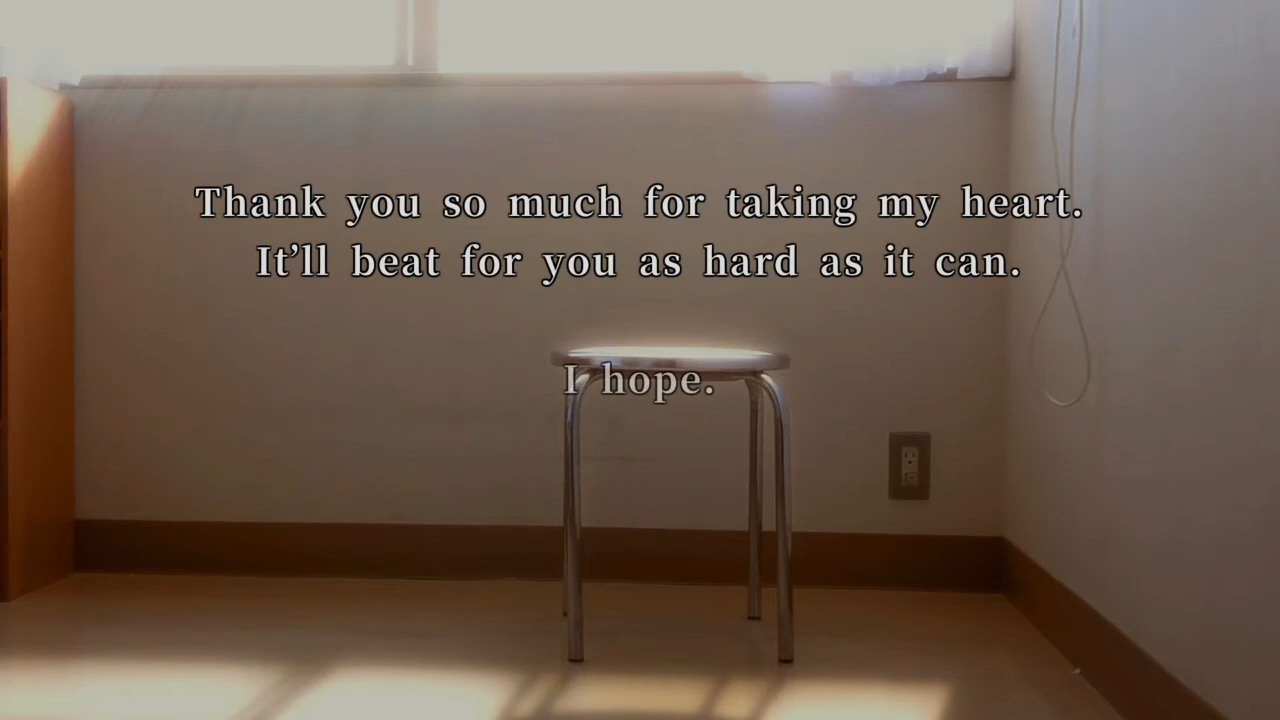 Thank you so much for taking my heart.
It’ll beat for you as hard as it can.
I hope.